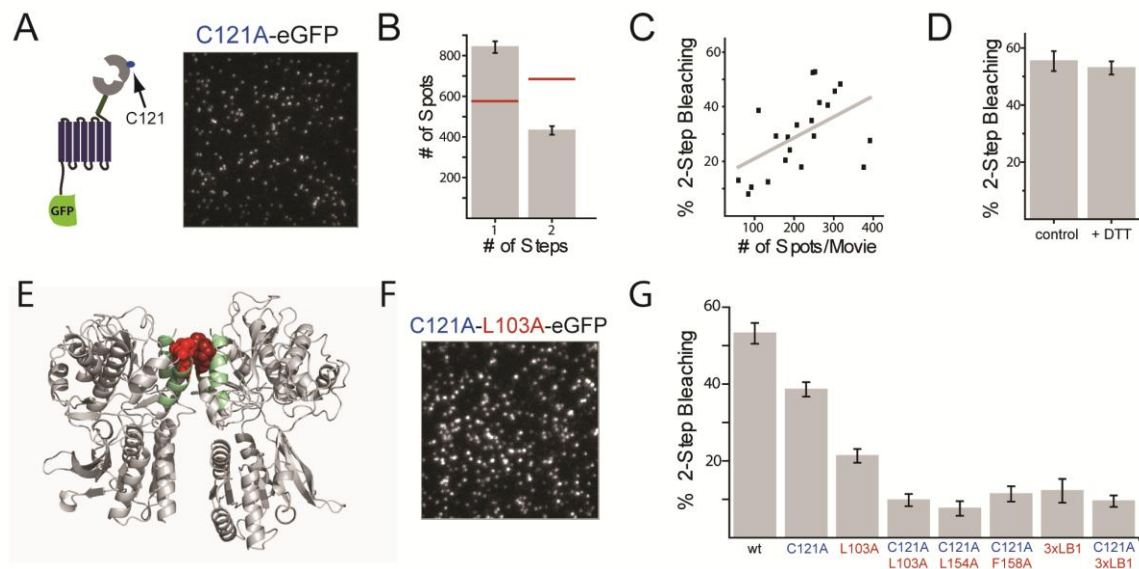 A
C121A-eGFP
C121
GFP
B
# of Spots
800
600
400
200
1
2
# of Steps
C
% 2-Step Bleaching
60
40
20
100
200
300
400
# of Spots/Movie
D
% 2-Step Bleaching
60
40
20
control
+ DTT
E
F
C121A-L103A-eGFP
G
% 2-Step Bleaching
60
40
20
wt
C121A
L103A
C121A
L103A
C121A
L154A
C121A
F158A
3xLB1
C121A
3xLB1